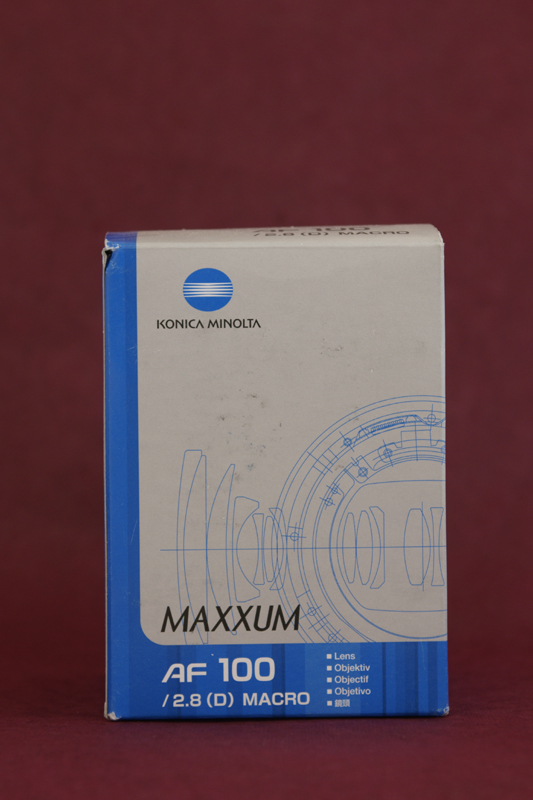 AF 100
/2.8 (D) MACRO
KONICA MINOLTA
MAXXUM
AF 100
/2.8 (D) MACRO
Lens
Objektiv
Objectif
Objetivo
鏡頭